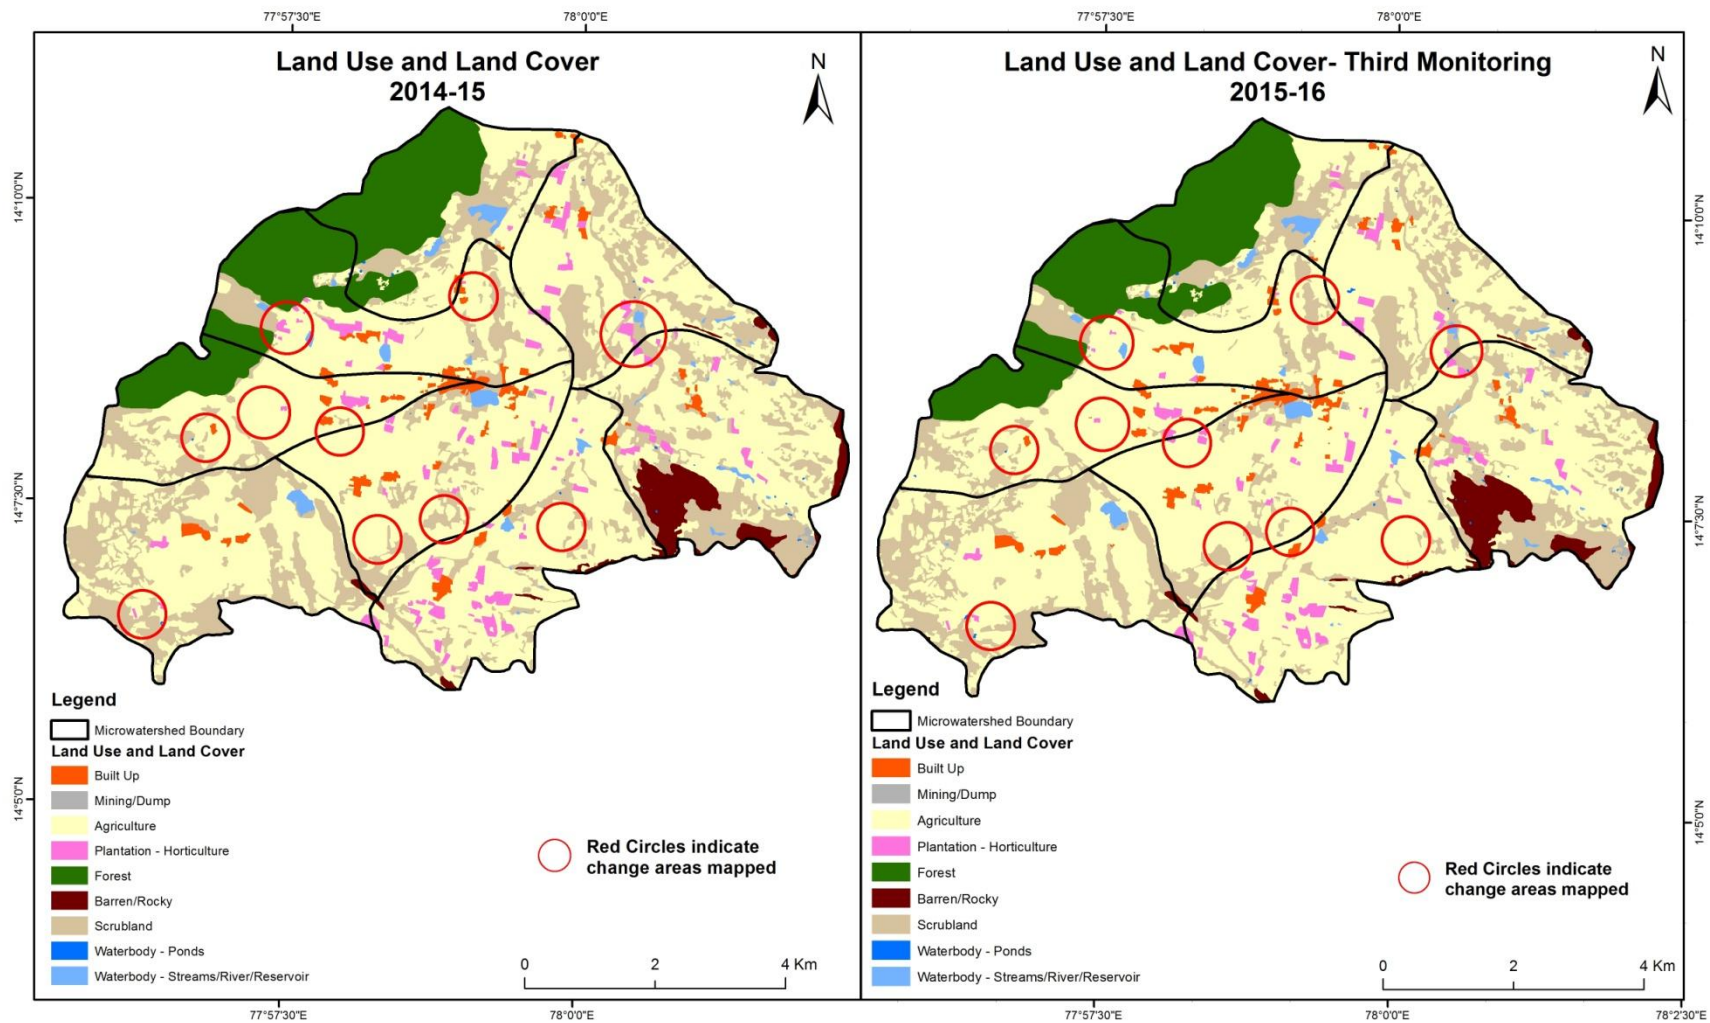 77°57'30"E
78°0'0"E
77°57'30"E
78°0'0"E
Land Use and Land Cover
2014-15
N
Land Use and Land Cover- Third Monitoring
2015-16
N
14°10'0"N
14°7'30"N
14°5'0"N
14°10'0"N
14°7'30"N
14°5'0"N
Legend
Microwatershed Boundary
Land Use and Land Cover
Built Up
Mining/Dump
Agriculture
Plantation - Horticulture
Forest
Barren/Rocky
Scrubland
Waterbody - Ponds
Waterbody - Streams/River/Reservoir
Red Circles indicate
change areas mapped
0 2 4 Km
Legend
Microwatershed Boundary
Land Use and Land Cover
Built Up
Mining/Dump
Agriculture
Plantation - Horticulture
Forest
Barren/Rocky
Scrubland
Waterbody - Ponds
Waterbody - Streams/River/Reservoir
Red Circles indicate
change areas mapped
0 2 4 Km
77°57'30"E
78°0'0"E
77°57'30"E
78°0'0"E
78°2'30"E